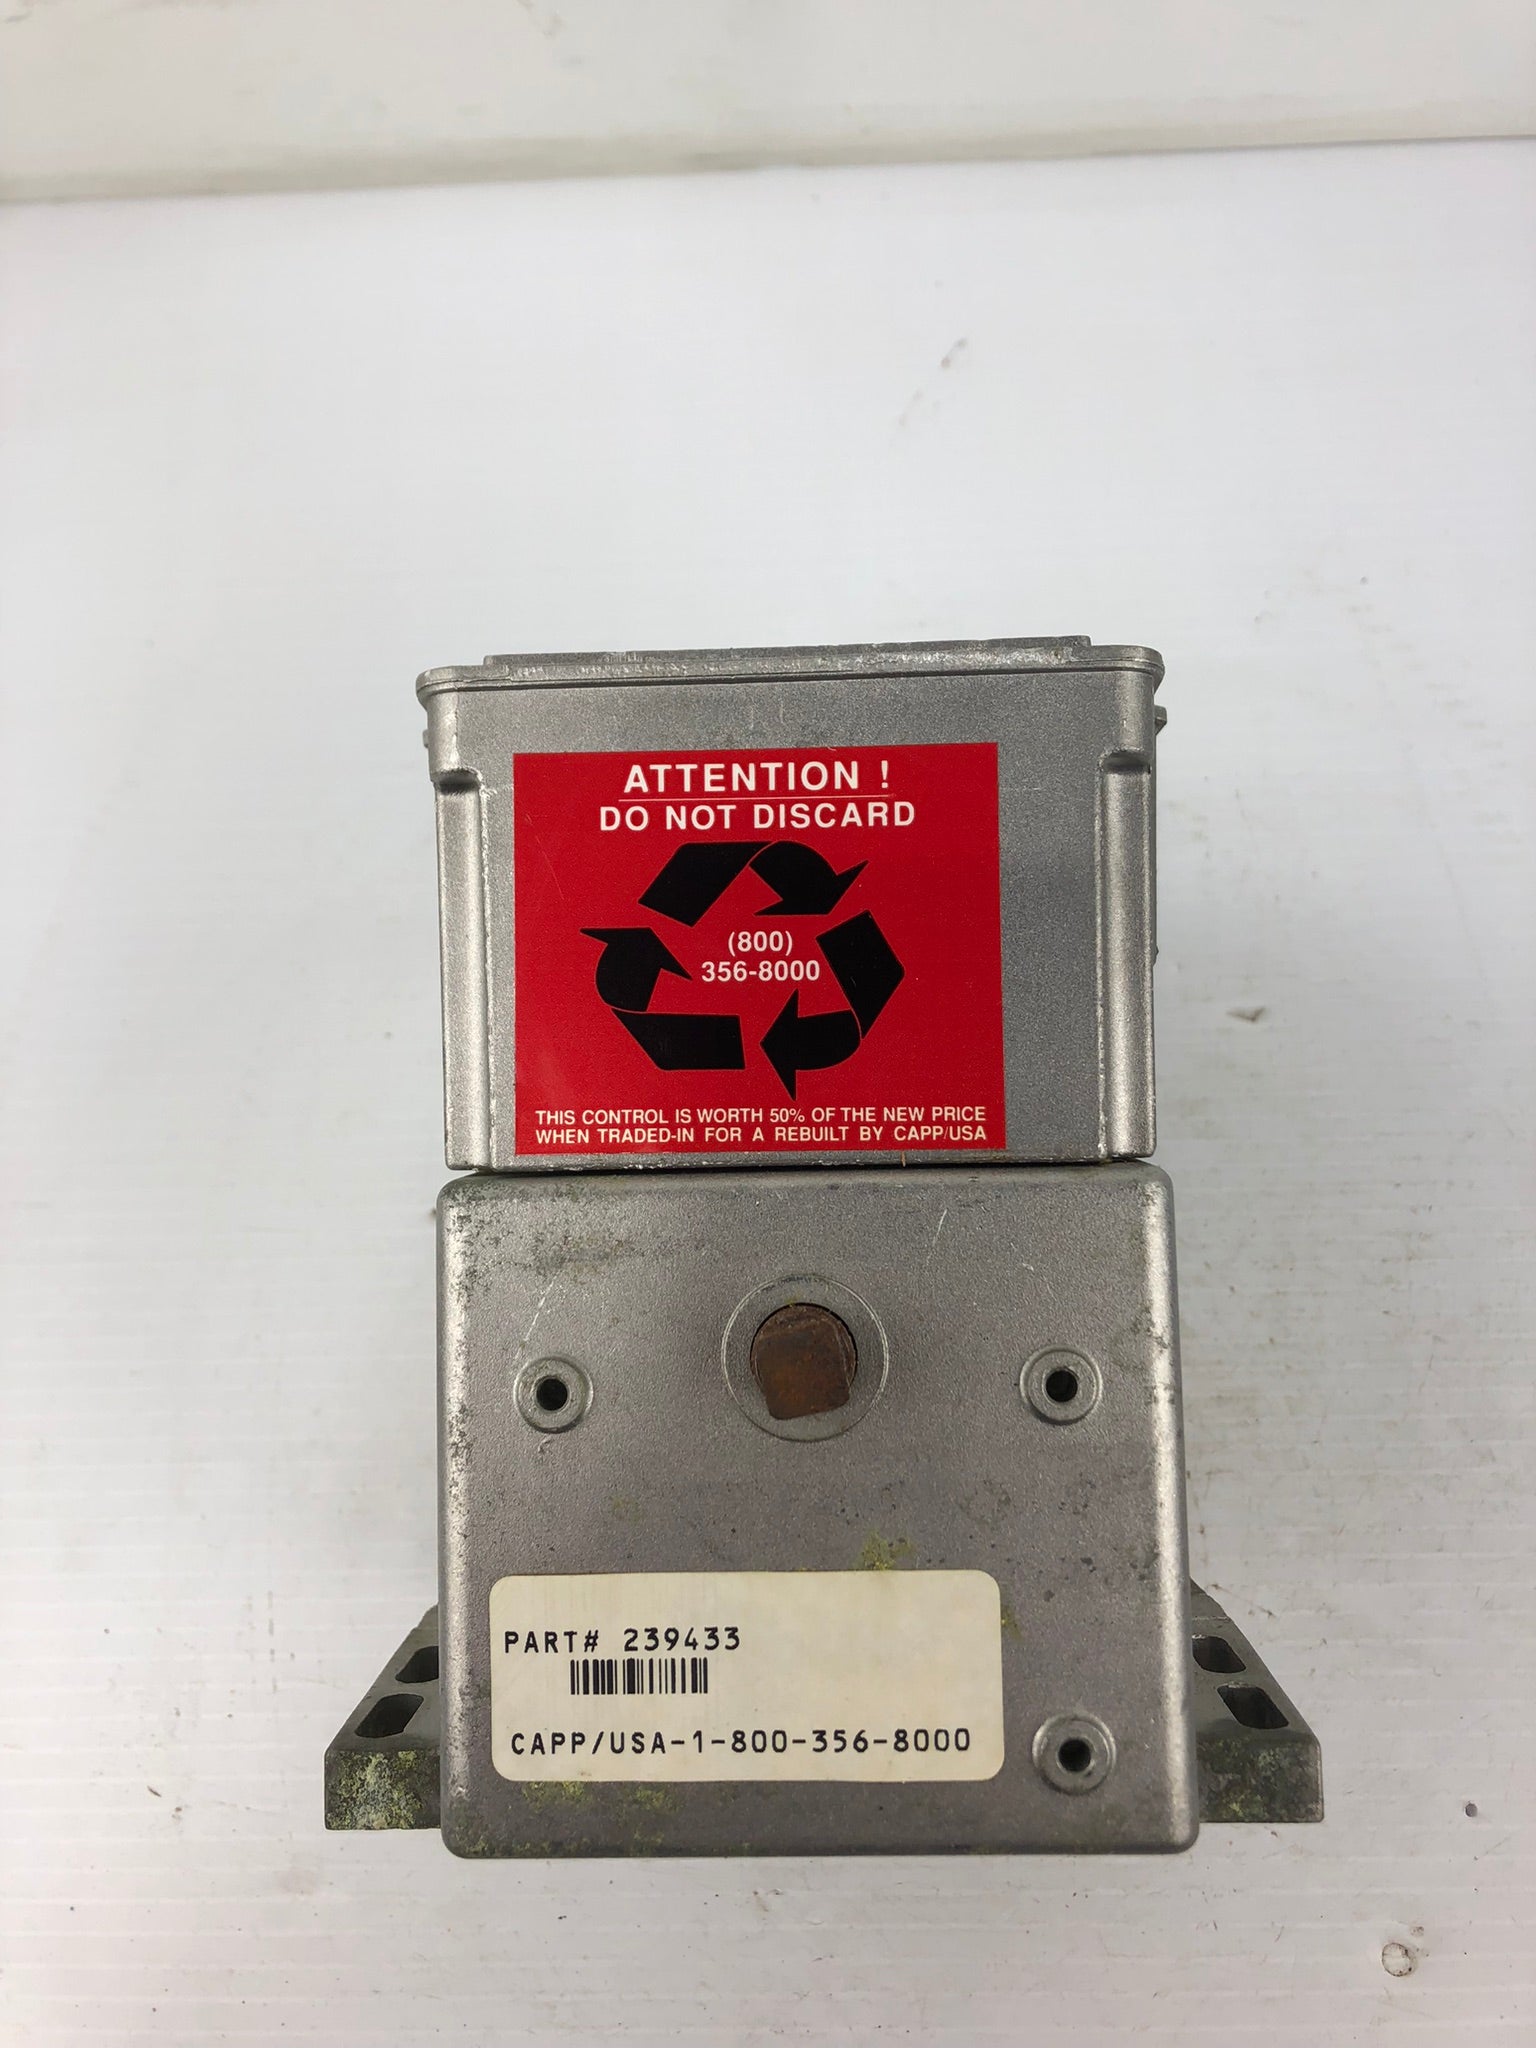 ATTENTION !
DO NOT DISCARD
(800)
356-8000
THIS CONTROL IS WORTH 50% OF THE NEW PRICE
WHEN TRADED-IN FOR A REBUILT BY CAPP/USA
PART# 239433
CAPP/USA-1-800-356-8000